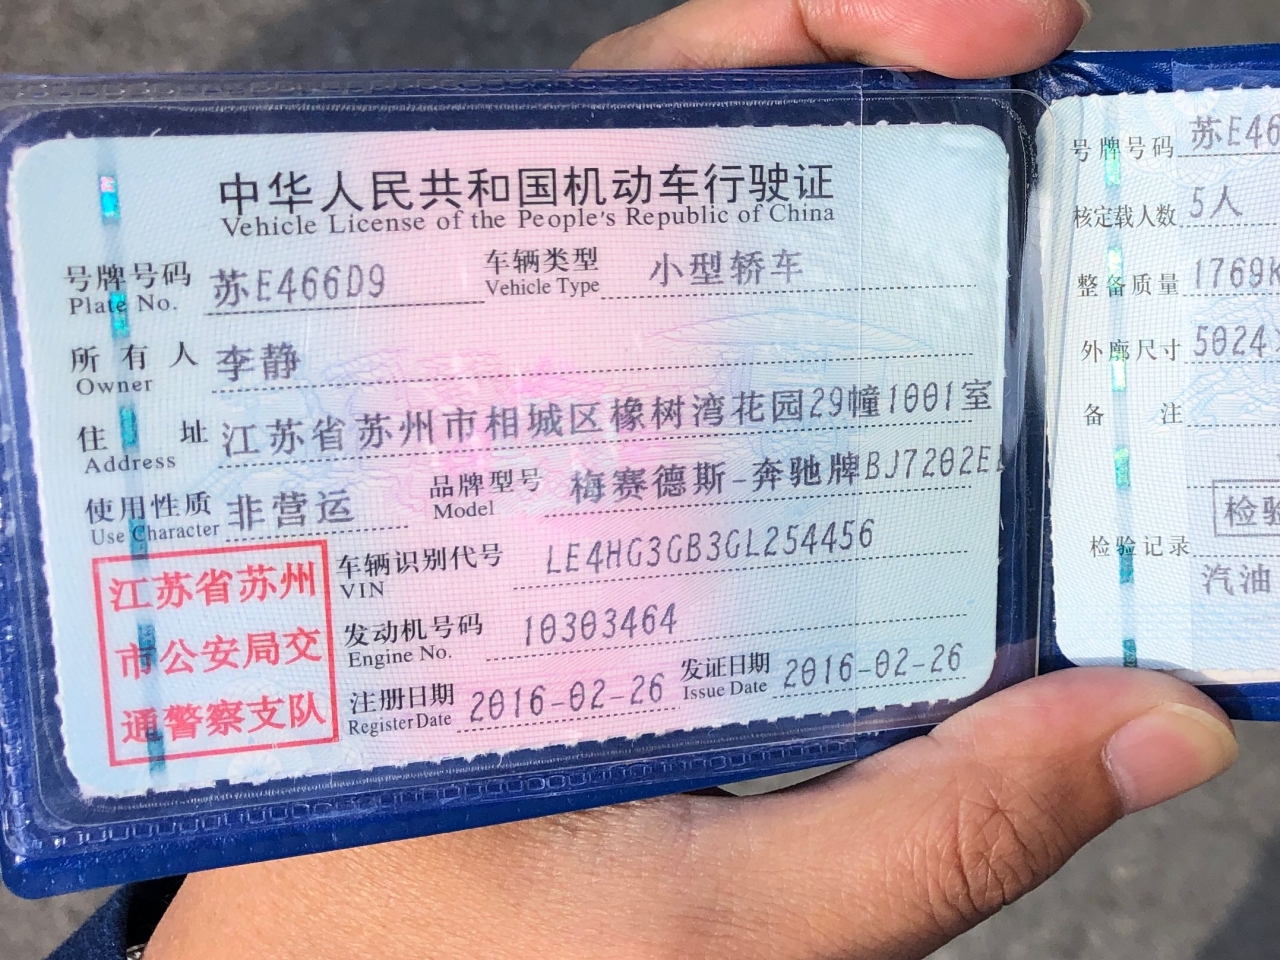 中华人民共和国机动车行驶证
Vehicle License of the People's Republic of China
号牌号码 苏E466D9 车辆类型 小型轿车
Plate No. Vehicle Type
所有人 李静
Owner
住址 江苏省苏州市相城区橡树湾花园29幢1001室
Address
使用性质 非营运 品牌型号 梅赛德斯-奔驰牌BJ7202E
Use Character Model
车辆识别代号 LE4HG3GB3GL254456
VIN
发动机号码 10303464
Engine No.
注册日期 2016-02-26 发证日期 2016-02-26
Register Date Issue Date
江苏省苏州
市公安局交
通警察支队
号牌号码 苏E46
核定载人数 5人
整备质量 1769K
外廓尺寸 5024
备注
检验
检验记录
汽油